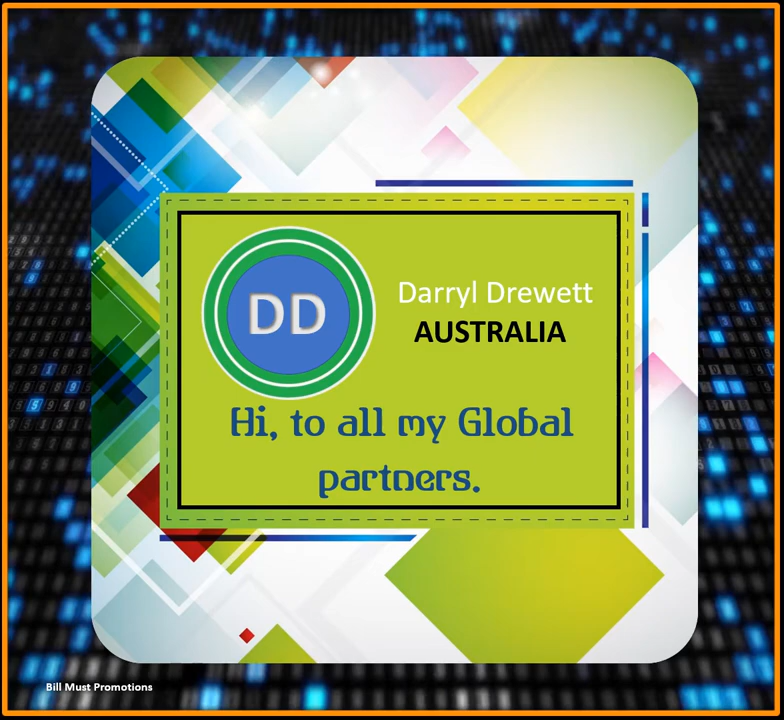 DD
Darryl Drewett
AUSTRALIA
Hi, to all my Global
partners.
Bill Must Promotions